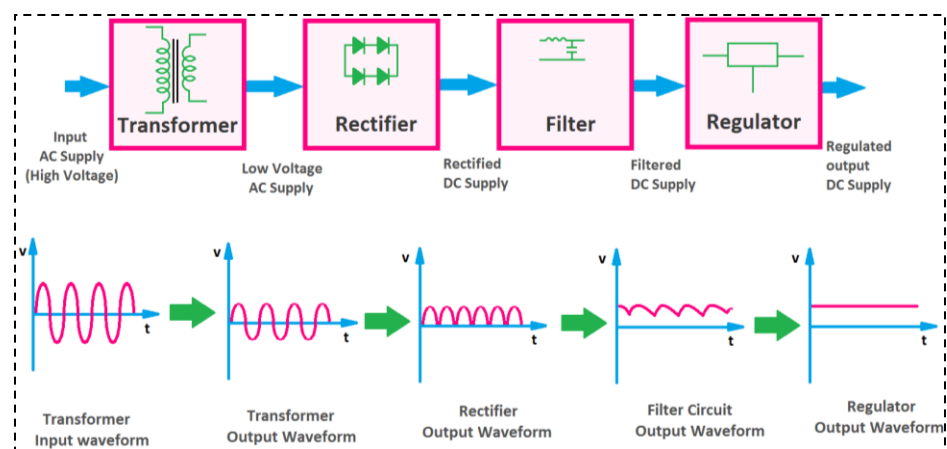 Transformer
Rectifier
Filter
Regulator
Input
AC Supply
(High Voltage)
Low Voltage
AC Supply
Rectified
DC Supply
Filtered
DC Supply
Regulated
output
DC Supply
v
t
v
t
v
t
v
t
v
t
Transformer
Input waveform
Transformer
Output Waveform
Rectifier
Output Waveform
Filter Circuit
Output Waveform
Regulator
Output Waveform